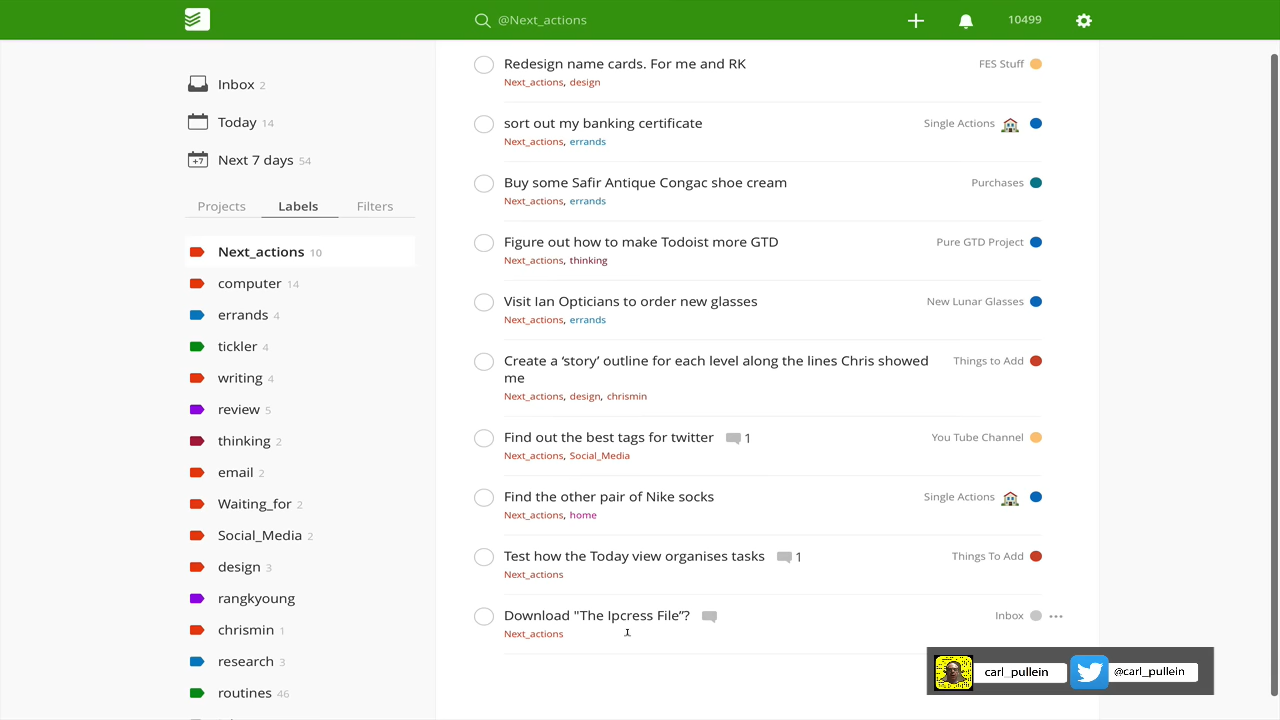 @Next_actions
10499
Inbox 2
Today 14
+7 Next 7 days 54
Projects Labels Filters
Next_actions 10
computer 14
errands 4
tickler 4
writing 4
review 5
thinking 2
email 2
Waiting_for 2
Social_Media 2
design 3
rangkyoung
chrismin 1
research 3
routines 46
Redesign name cards. For me and RK FES Stuff
Next_actions, design
sort out my banking certificate Single Actions
Next_actions, errands
Buy some Safir Antique Congac shoe cream Purchases
Next_actions, errands
Figure out how to make Todoist more GTD Pure GTD Project
Next_actions, thinking
Visit Ian Opticians to order new glasses New Lunar Glasses
Next_actions, errands
Create a ‘story’ outline for each level along the lines Chris showed Things to Add
me
Next_actions, design, chrismin
Find out the best tags for twitter 1 You Tube Channel
Next_actions, Social_Media
Find the other pair of Nike socks Single Actions
Next_actions, home
Test how the Today view organises tasks 1 Things To Add
Next_actions
Download "The Ipcress File”? Inbox
Next_actions
carl_pullein @carl_pullein